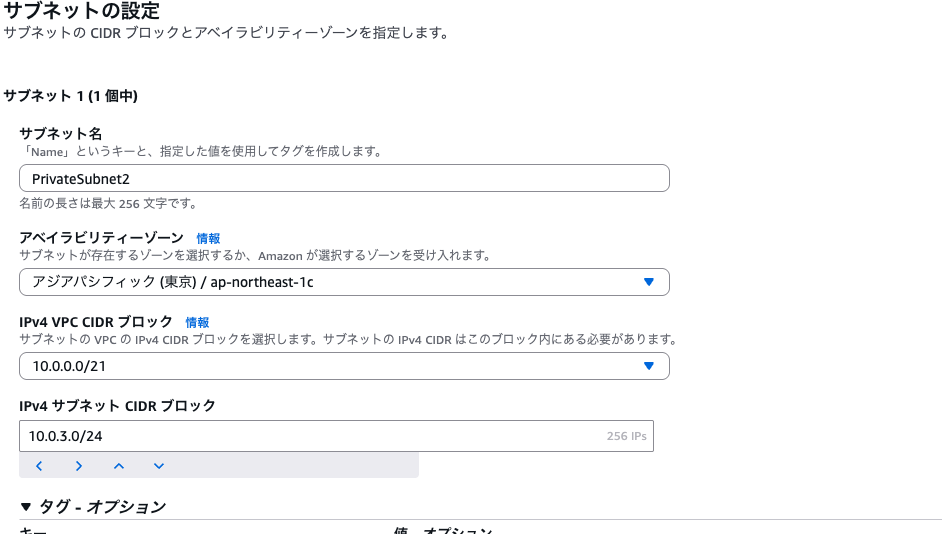 サブネットの設定
サブネットの CIDR ブロックとアベイラビリティーゾーンを指定します。
サブネット 1 (1 個中)
サブネット名
「Name」というキーと、指定した値を使用してタグを作成します。
PrivateSubnet2
名前の長さは最大 256 文字です。
アベイラビリティーゾーン 情報
サブネットが存在するゾーンを選択するか、Amazon が選択するゾーンを受け入れます。
アジアパシフィック (東京) / ap-northeast-1c
IPv4 VPC CIDR ブロック 情報
サブネットの VPC の IPv4 CIDR ブロックを選択します。サブネットの IPv4 CIDR はこのブロック内にある必要があります。
10.0.0.0/21
IPv4 サブネット CIDR ブロック
10.0.3.0/24 256 IPs
タグ - オプション
キー 値 - オプション